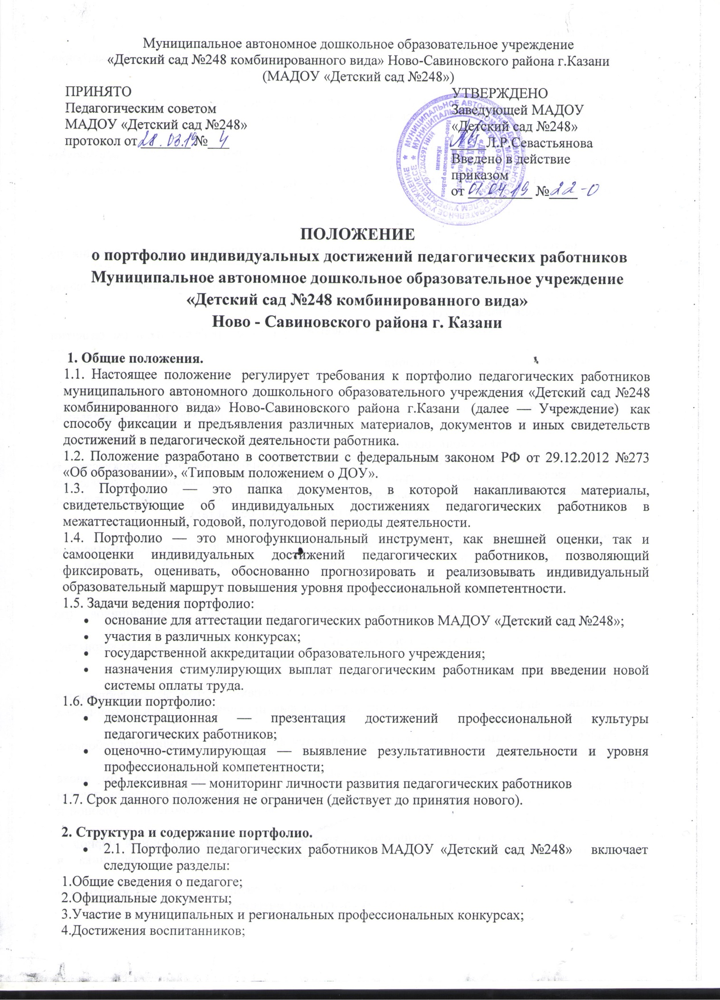 Муниципальное автономное дошкольное образовательное учреждение
«Детский сад №248 комбинированного вида» Ново-Савиновского района г.Казани
(МАДОУ «Детский сад №248»)
ПРИНЯТО
Педагогическим советом
МАДОУ «Детский сад №248»
протокол от 28.03.19 № 4
УТВЕРЖДЕНО
Заведующей МАДОУ
«Детский сад №248»
Л.Р.Севастьянова
Введено в действие
приказом
от 01.04.19 № 22-О
ПОЛОЖЕНИЕ
о портфолио индивидуальных достижений педагогических работников
Муниципальное автономное дошкольное образовательное учреждение
«Детский сад №248 комбинированного вида»
Ново - Савиновского района г. Казани
1. Общие положения.
1.1. Настоящее положение регулирует требования к портфолио педагогических работников
муниципального автономного дошкольного образовательного учреждения «Детский сад №248
комбинированного вида» Ново-Савиновского района г.Казани (далее — Учреждение) как
способу фиксации и предъявления различных материалов, документов и иных свидетельств
достижений в педагогической деятельности работника.
1.2. Положение разработано в соответствии с федеральным законом РФ от 29.12.2012 №273
«Об образовании», «Типовым положением о ДОУ».
1.3. Портфолио — это папка документов, в которой накапливаются материалы,
свидетельствующие об индивидуальных достижениях педагогических работников в
межаттестационный, годовой, полугодовой периоды деятельности.
1.4. Портфолио — это многофункциональный инструмент, как внешней оценки, так и
самооценки индивидуальных достижений педагогических работников, позволяющий
фиксировать, оценивать, обоснованно прогнозировать и реализовывать индивидуальный
образовательный маршрут повышения уровня профессиональной компетентности.
1.5. Задачи ведения портфолио:
• основание для аттестации педагогических работников МАДОУ «Детский сад №248»;
• участия в различных конкурсах;
• государственной аккредитации образовательного учреждения;
• назначения стимулирующих выплат педагогическим работникам при введении новой
системы оплаты труда.
1.6. Функции портфолио:
• демонстрационная — презентация достижений профессиональной культуры
педагогических работников;
• оценочно-стимулирующая — выявление результативности деятельности и уровня
профессиональной компетентности;
• рефлексивная — мониторинг личности развития педагогических работников
1.7. Срок данного положения не ограничен (действует до принятия нового).
2. Структура и содержание портфолио.
• 2.1. Портфолио педагогических работников МАДОУ «Детский сад №248» включает
следующие разделы:
1.Общие сведения о педагоге;
2.Официальные документы;
3.Участие в муниципальных и региональных профессиональных конкурсах;
4.Достижения воспитанников;